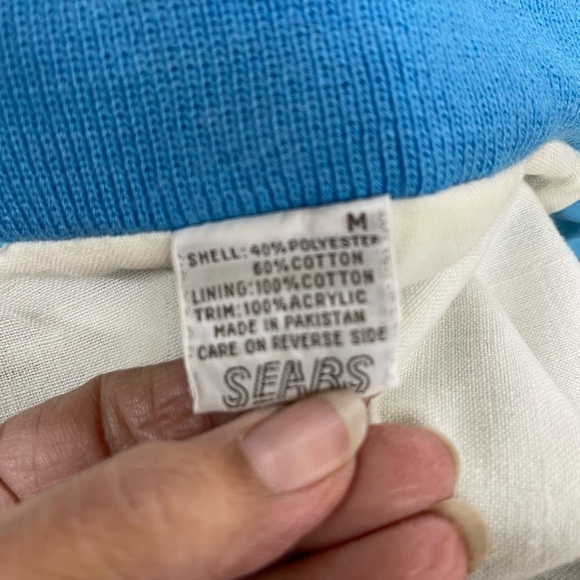 M
SHELL: 40% POLYESTER
60% COTTON
LINING: 100% COTTON
TRIM: 100% ACRYLIC
MADE IN PAKISTAN
CARE ON REVERSE SIDE
SEARS